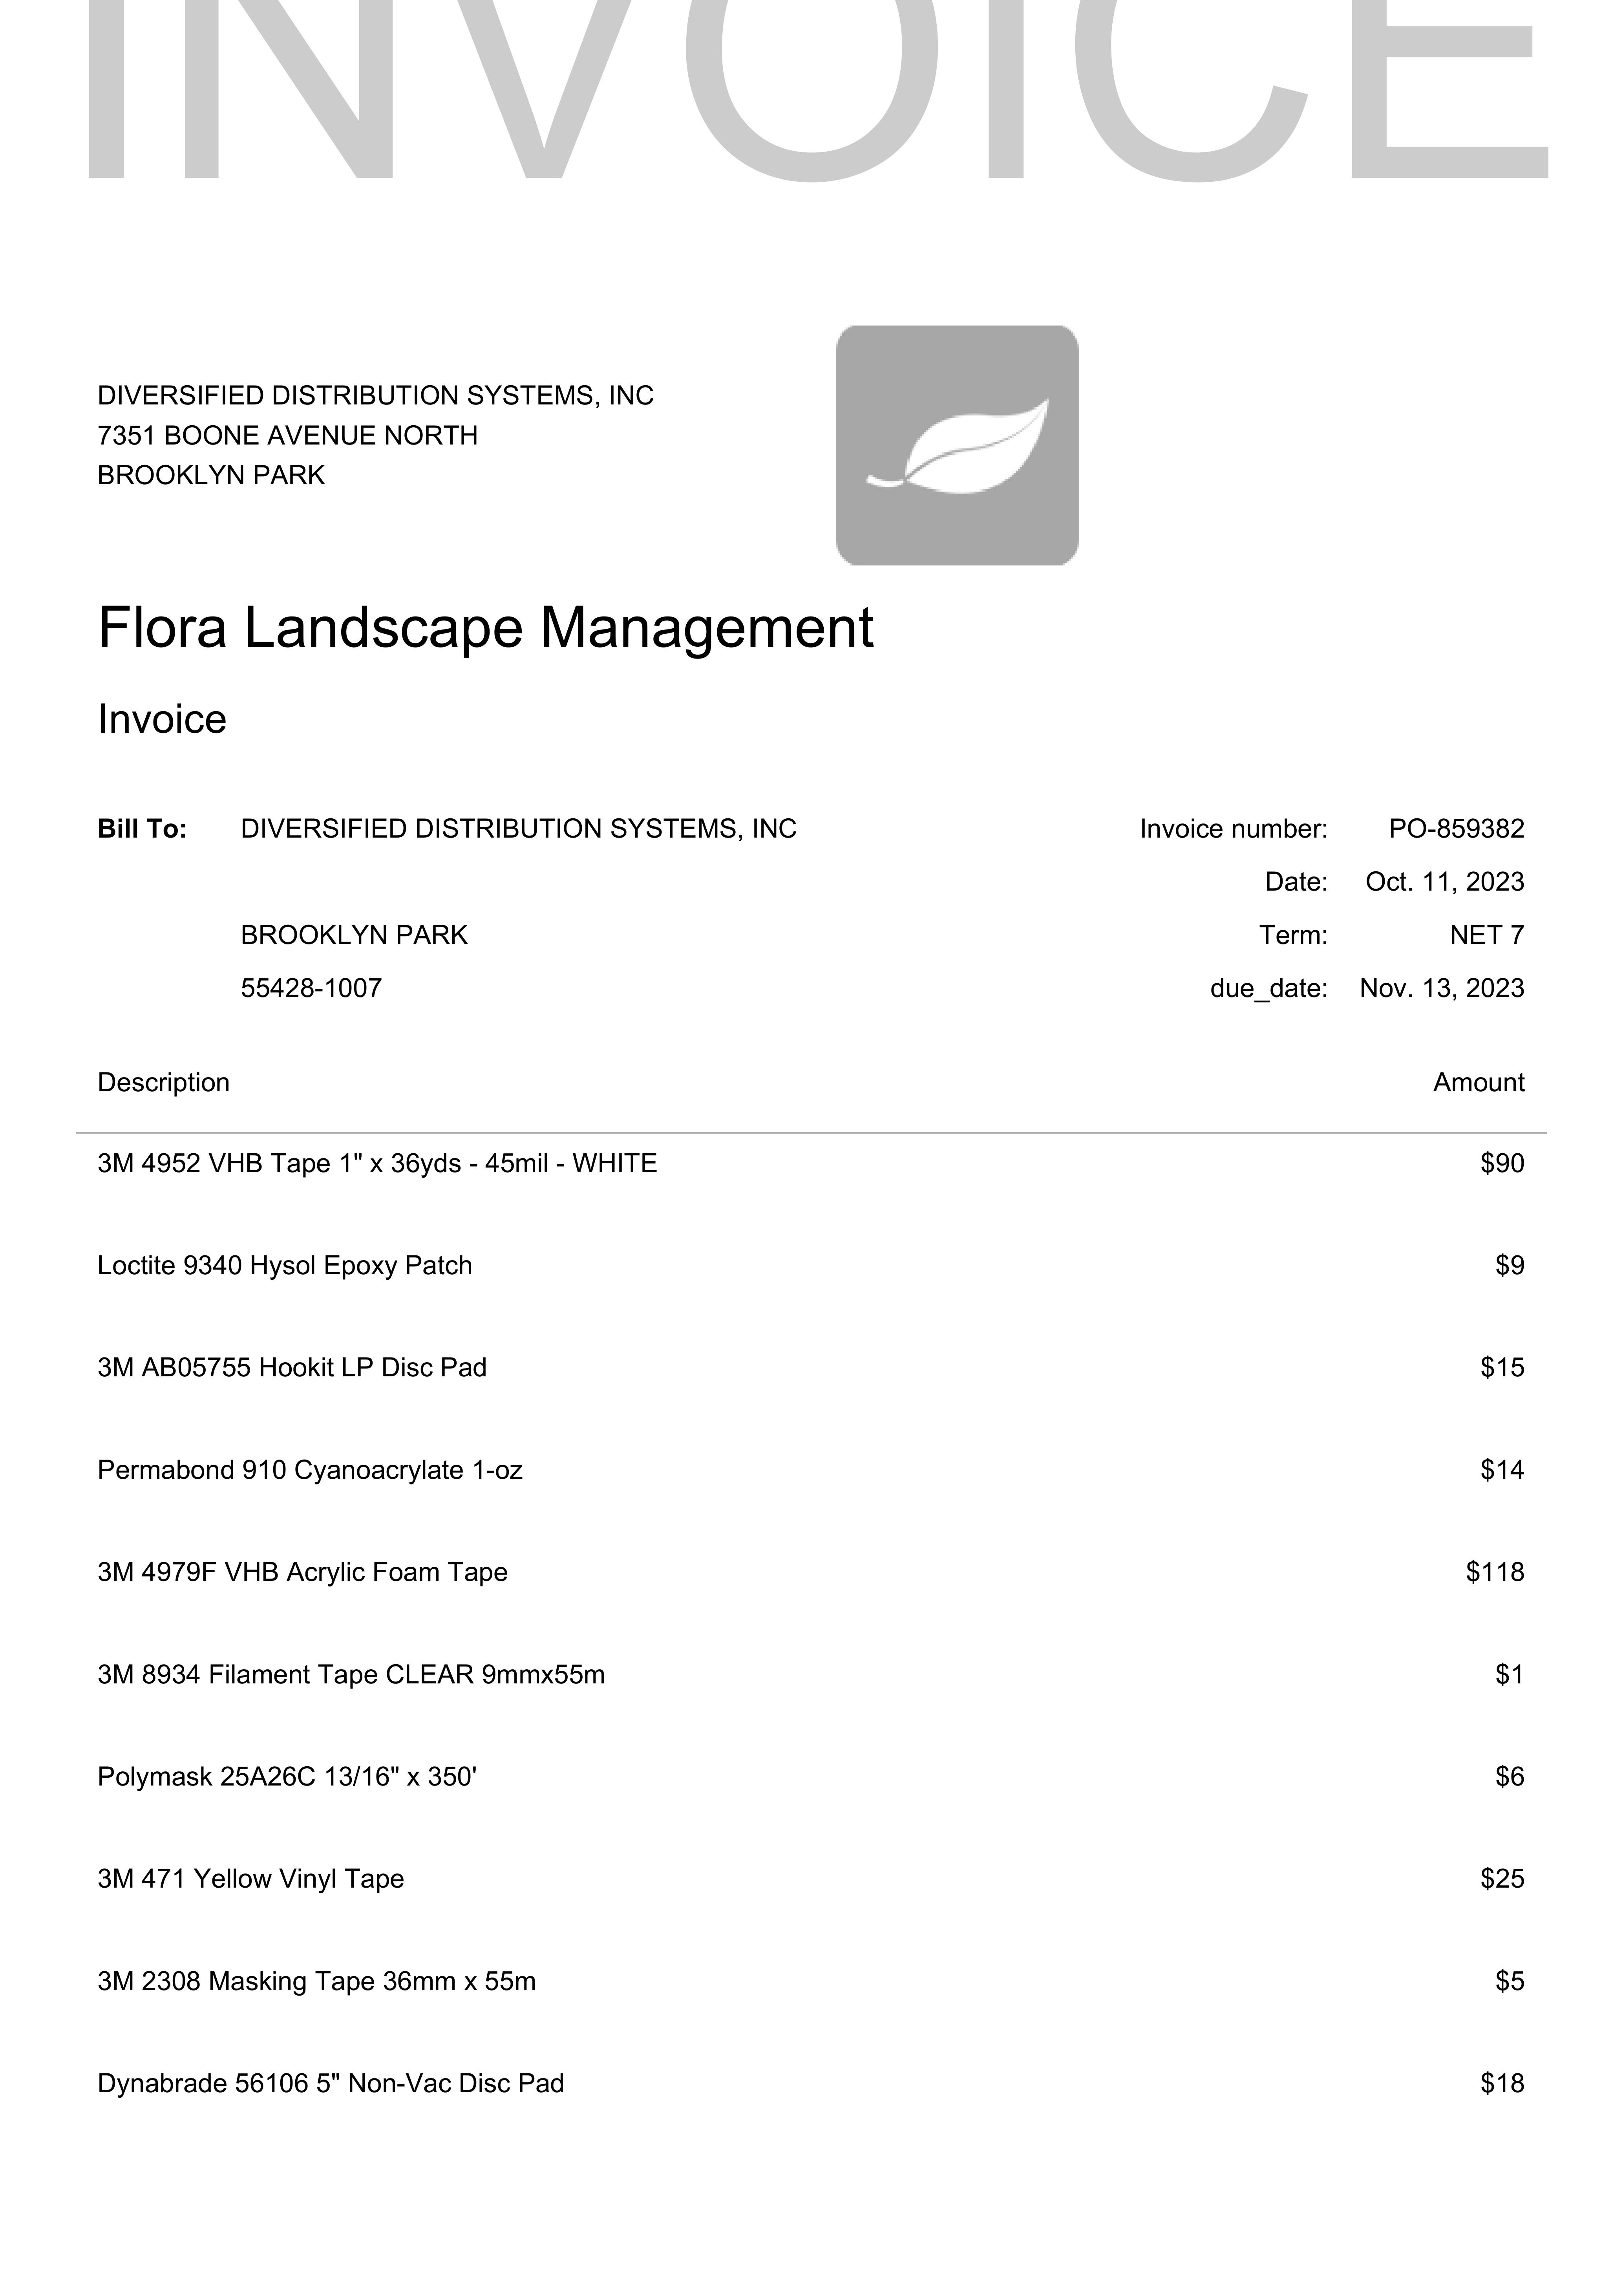 INVOICE
DIVERSIFIED DISTRIBUTION SYSTEMS, INC
7351 BOONE AVENUE NORTH
BROOKLYN PARK
Flora Landscape Management
Invoice
Bill To: DIVERSIFIED DISTRIBUTION SYSTEMS, INC Invoice number: PO-859382
Date: Oct. 11, 2023
BROOKLYN PARK Term: NET 7
55428-1007 due_date: Nov. 13, 2023
Description Amount
3M 4952 VHB Tape 1" x 36yds - 45mil - WHITE $90
Loctite 9340 Hysol Epoxy Patch $9
3M AB05755 Hookit LP Disc Pad $15
Permabond 910 Cyanoacrylate 1-oz $14
3M 4979F VHB Acrylic Foam Tape $118
3M 8934 Filament Tape CLEAR 9mmx55m $1
Polymask 25A26C 13/16" x 350' $6
3M 471 Yellow Vinyl Tape $25
3M 2308 Masking Tape 36mm x 55m $5
Dynabrade 56106 5" Non-Vac Disc Pad $18